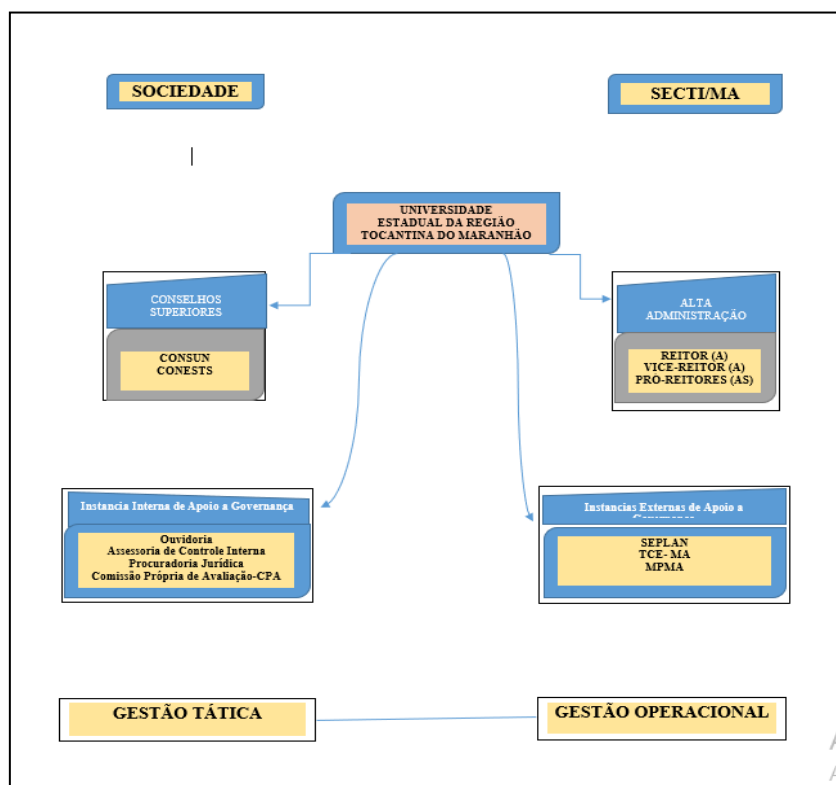 SOCIEDADE
SECTI/MA
UNIVERSIDADE
ESTADUAL DA REGIÃO
TOCANTINA DO MARANHÃO
CONSELHOS
SUPERIORES
CONSUN
CONESTS
ALTA
ADMINISTRAÇÃO
REITOR (A)
VICE-REITOR (A)
PRO-REITORES (AS)
Instancia Interna de Apoio a Governança
Ouvidoria
Assessoria de Controle Interna
Procuradoria Jurídica
Comissão Própria de Avaliação-CPA
Instancias Externas de Apoio a
SEPLAN
TCE- MA
MPMA
GESTÃO TÁTICA
GESTÃO OPERACIONAL